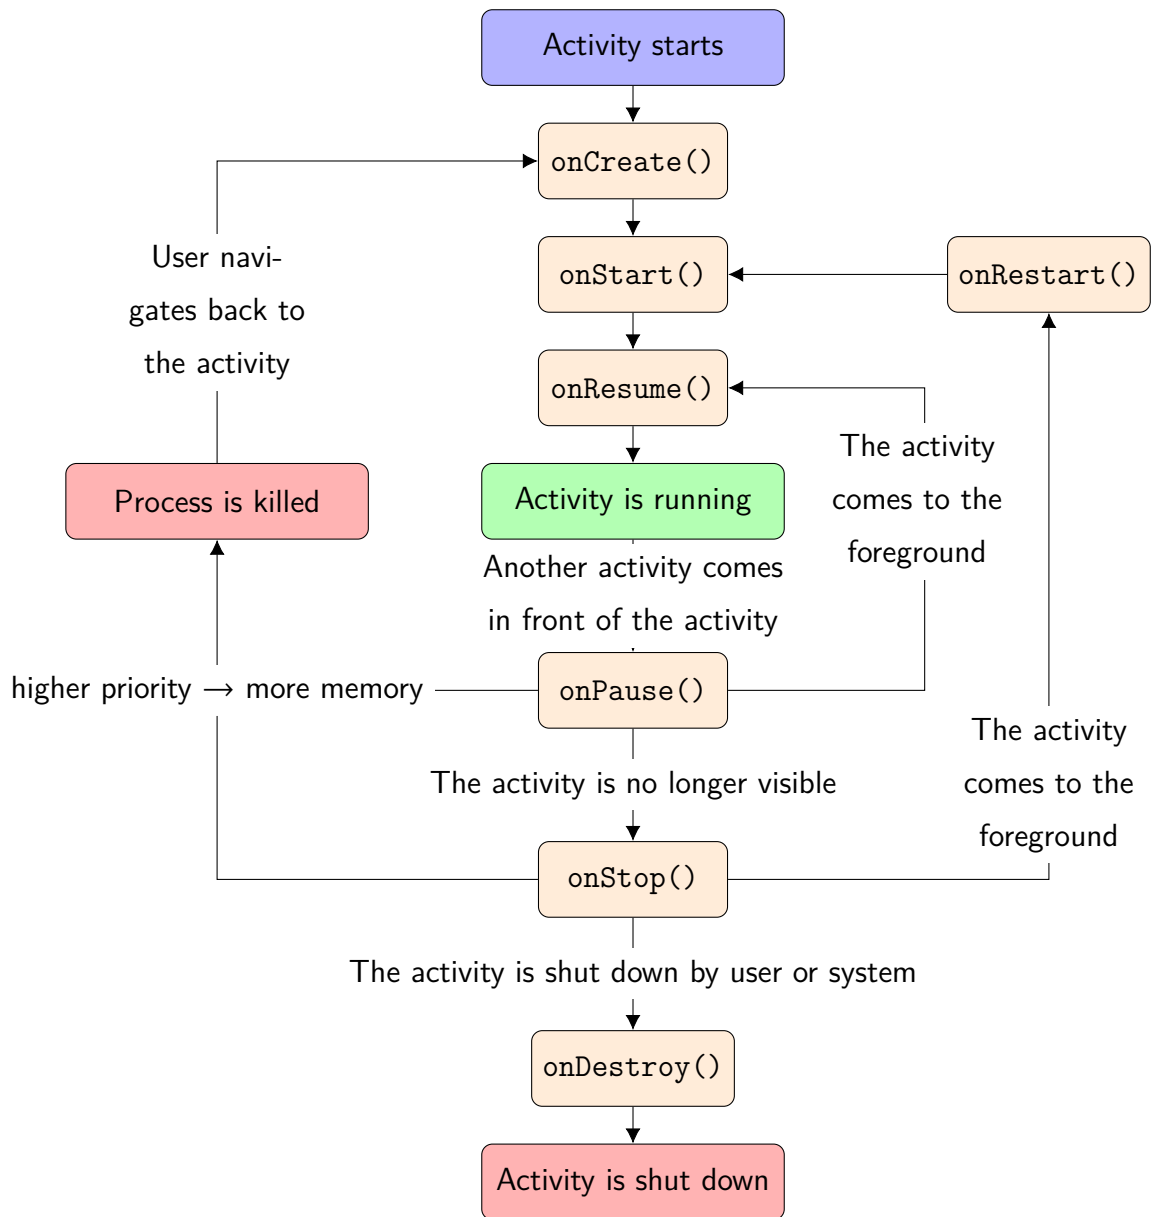 Activity starts
onCreate()
User navi-
gates back to
the activity
onStart()
onRestart()
onResume()
The activity
comes to the
foreground
Process is killed
Activity is running
Another activity comes
in front of the activity
higher priority → more memory
onPause()
The activity
comes to the
foreground
The activity is no longer visible
onStop()
The activity is shut down by user or system
onDestroy()
Activity is shut down